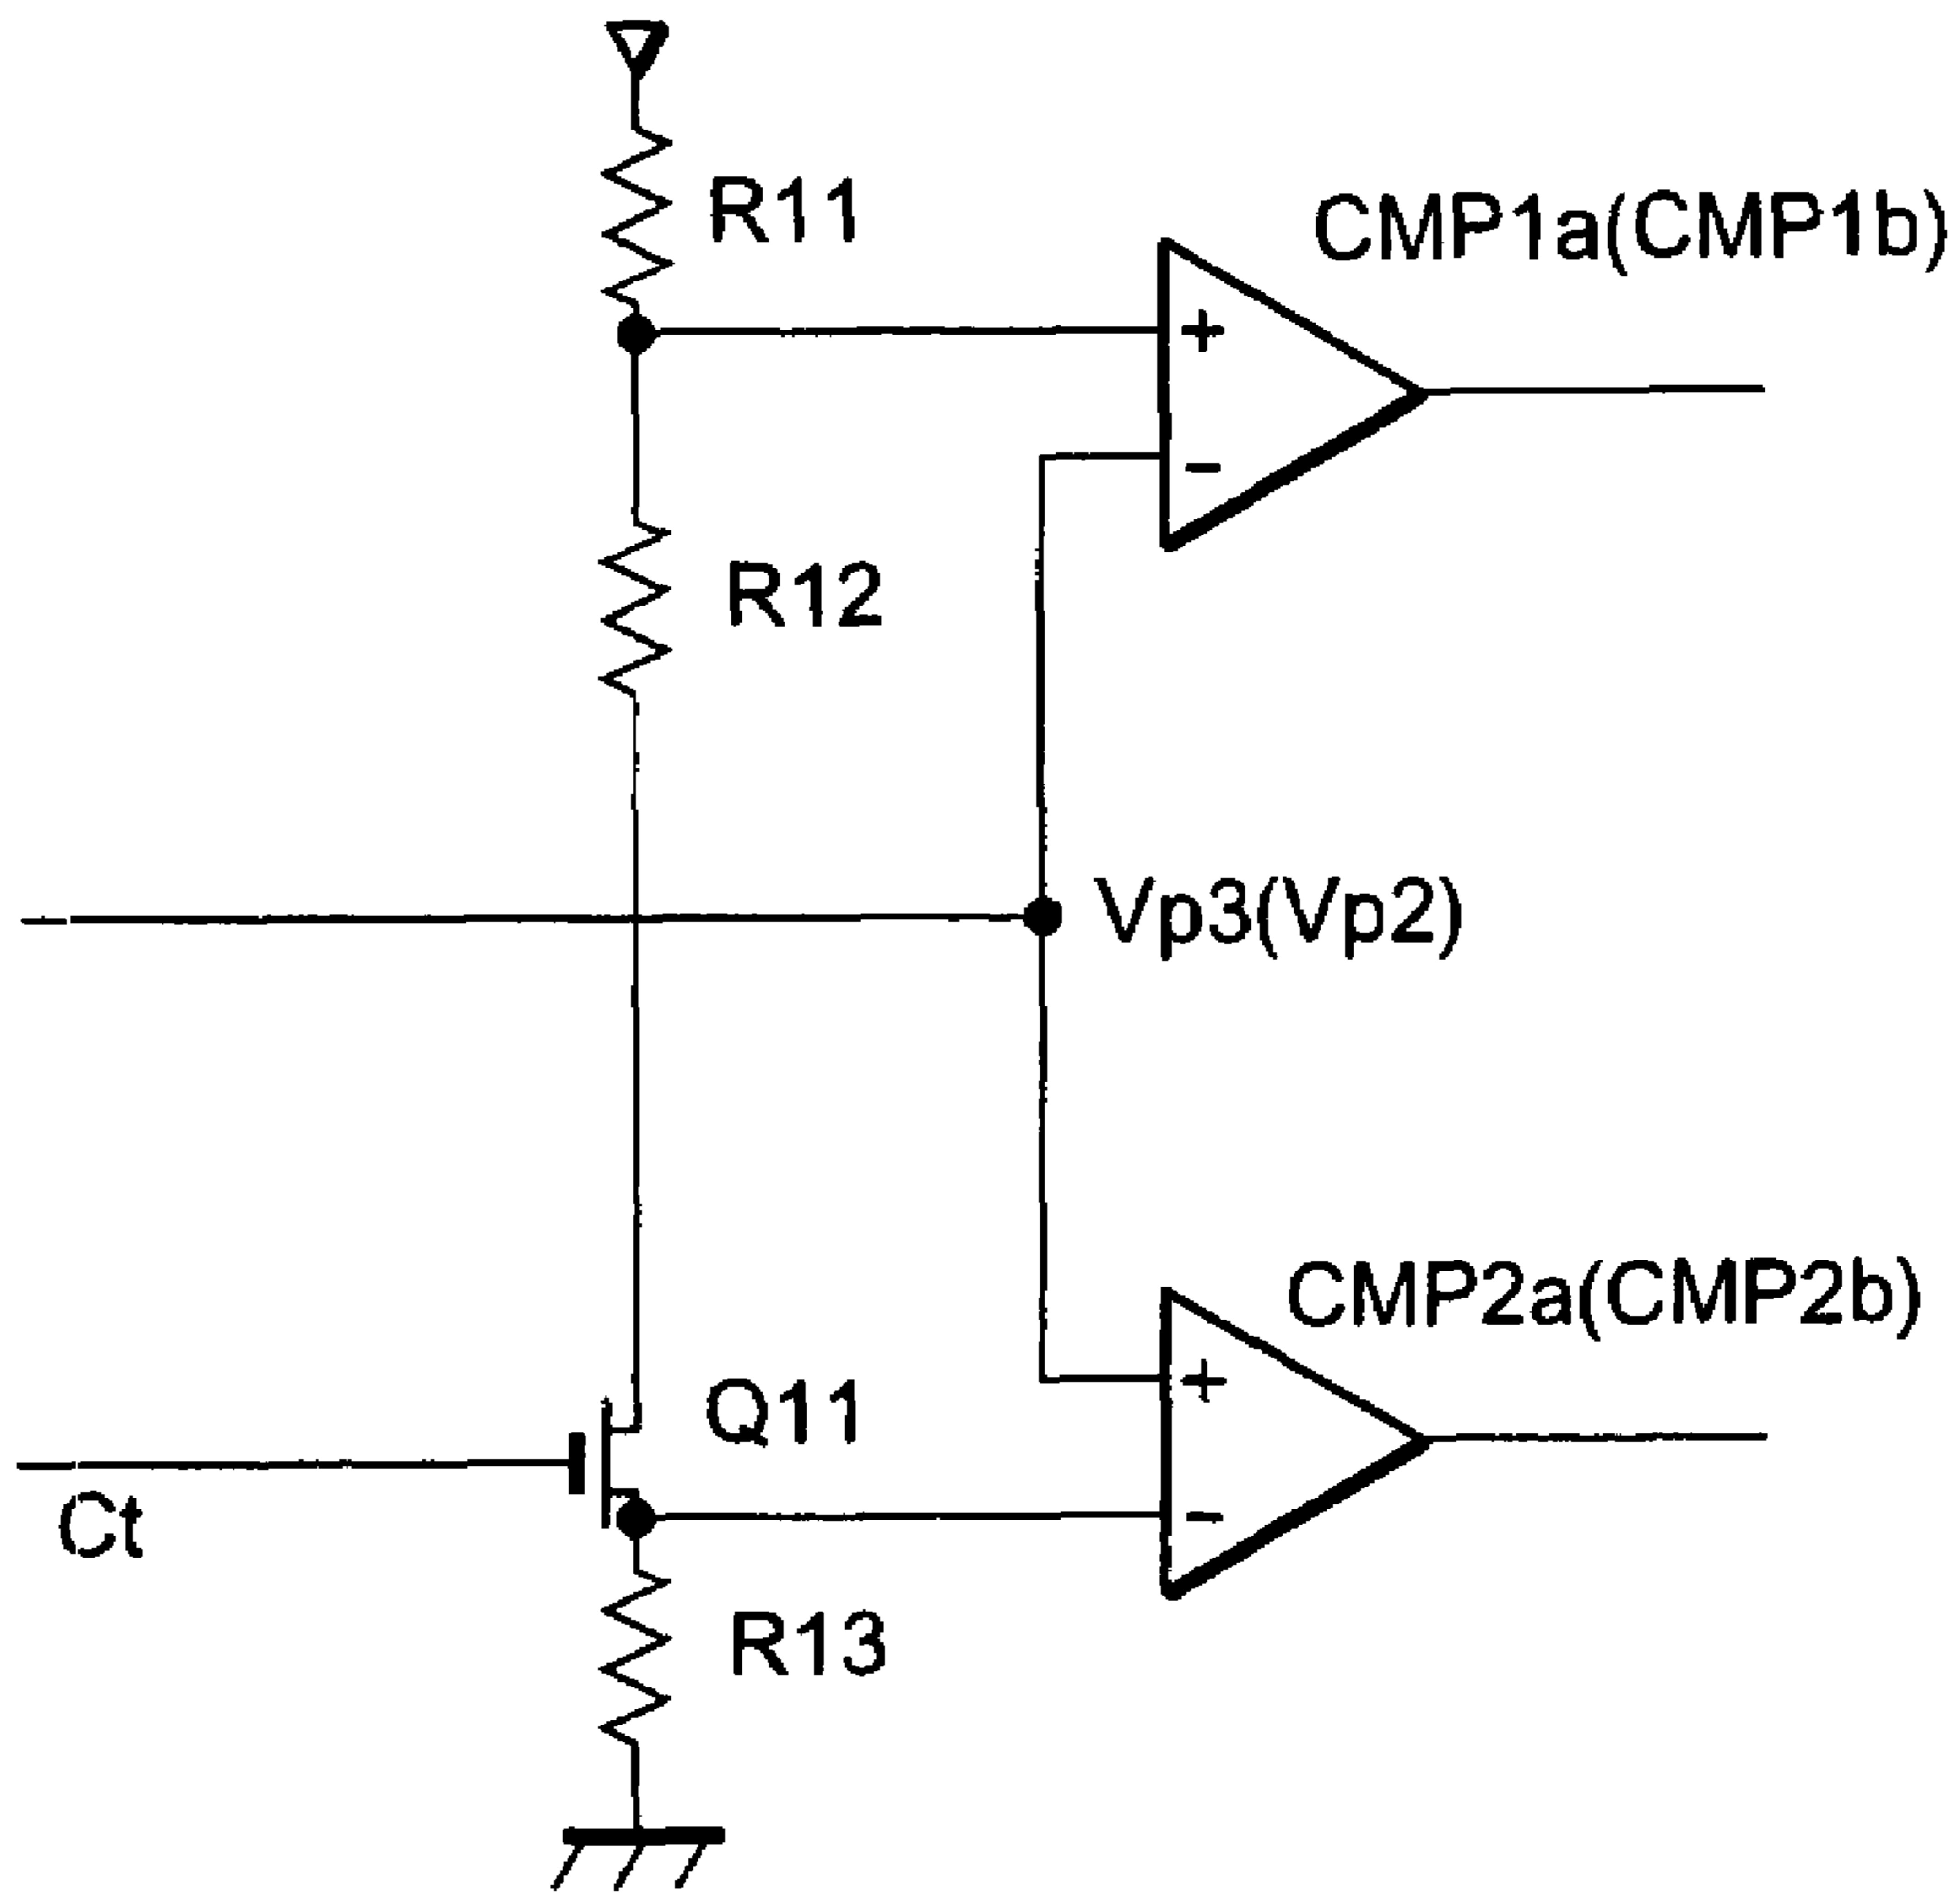 R11
CMP1a(CMP1b)
+
-
R12
Vp3(Vp2)
CMP2a(CMP2b)
Q11
+
-
Ct
R13